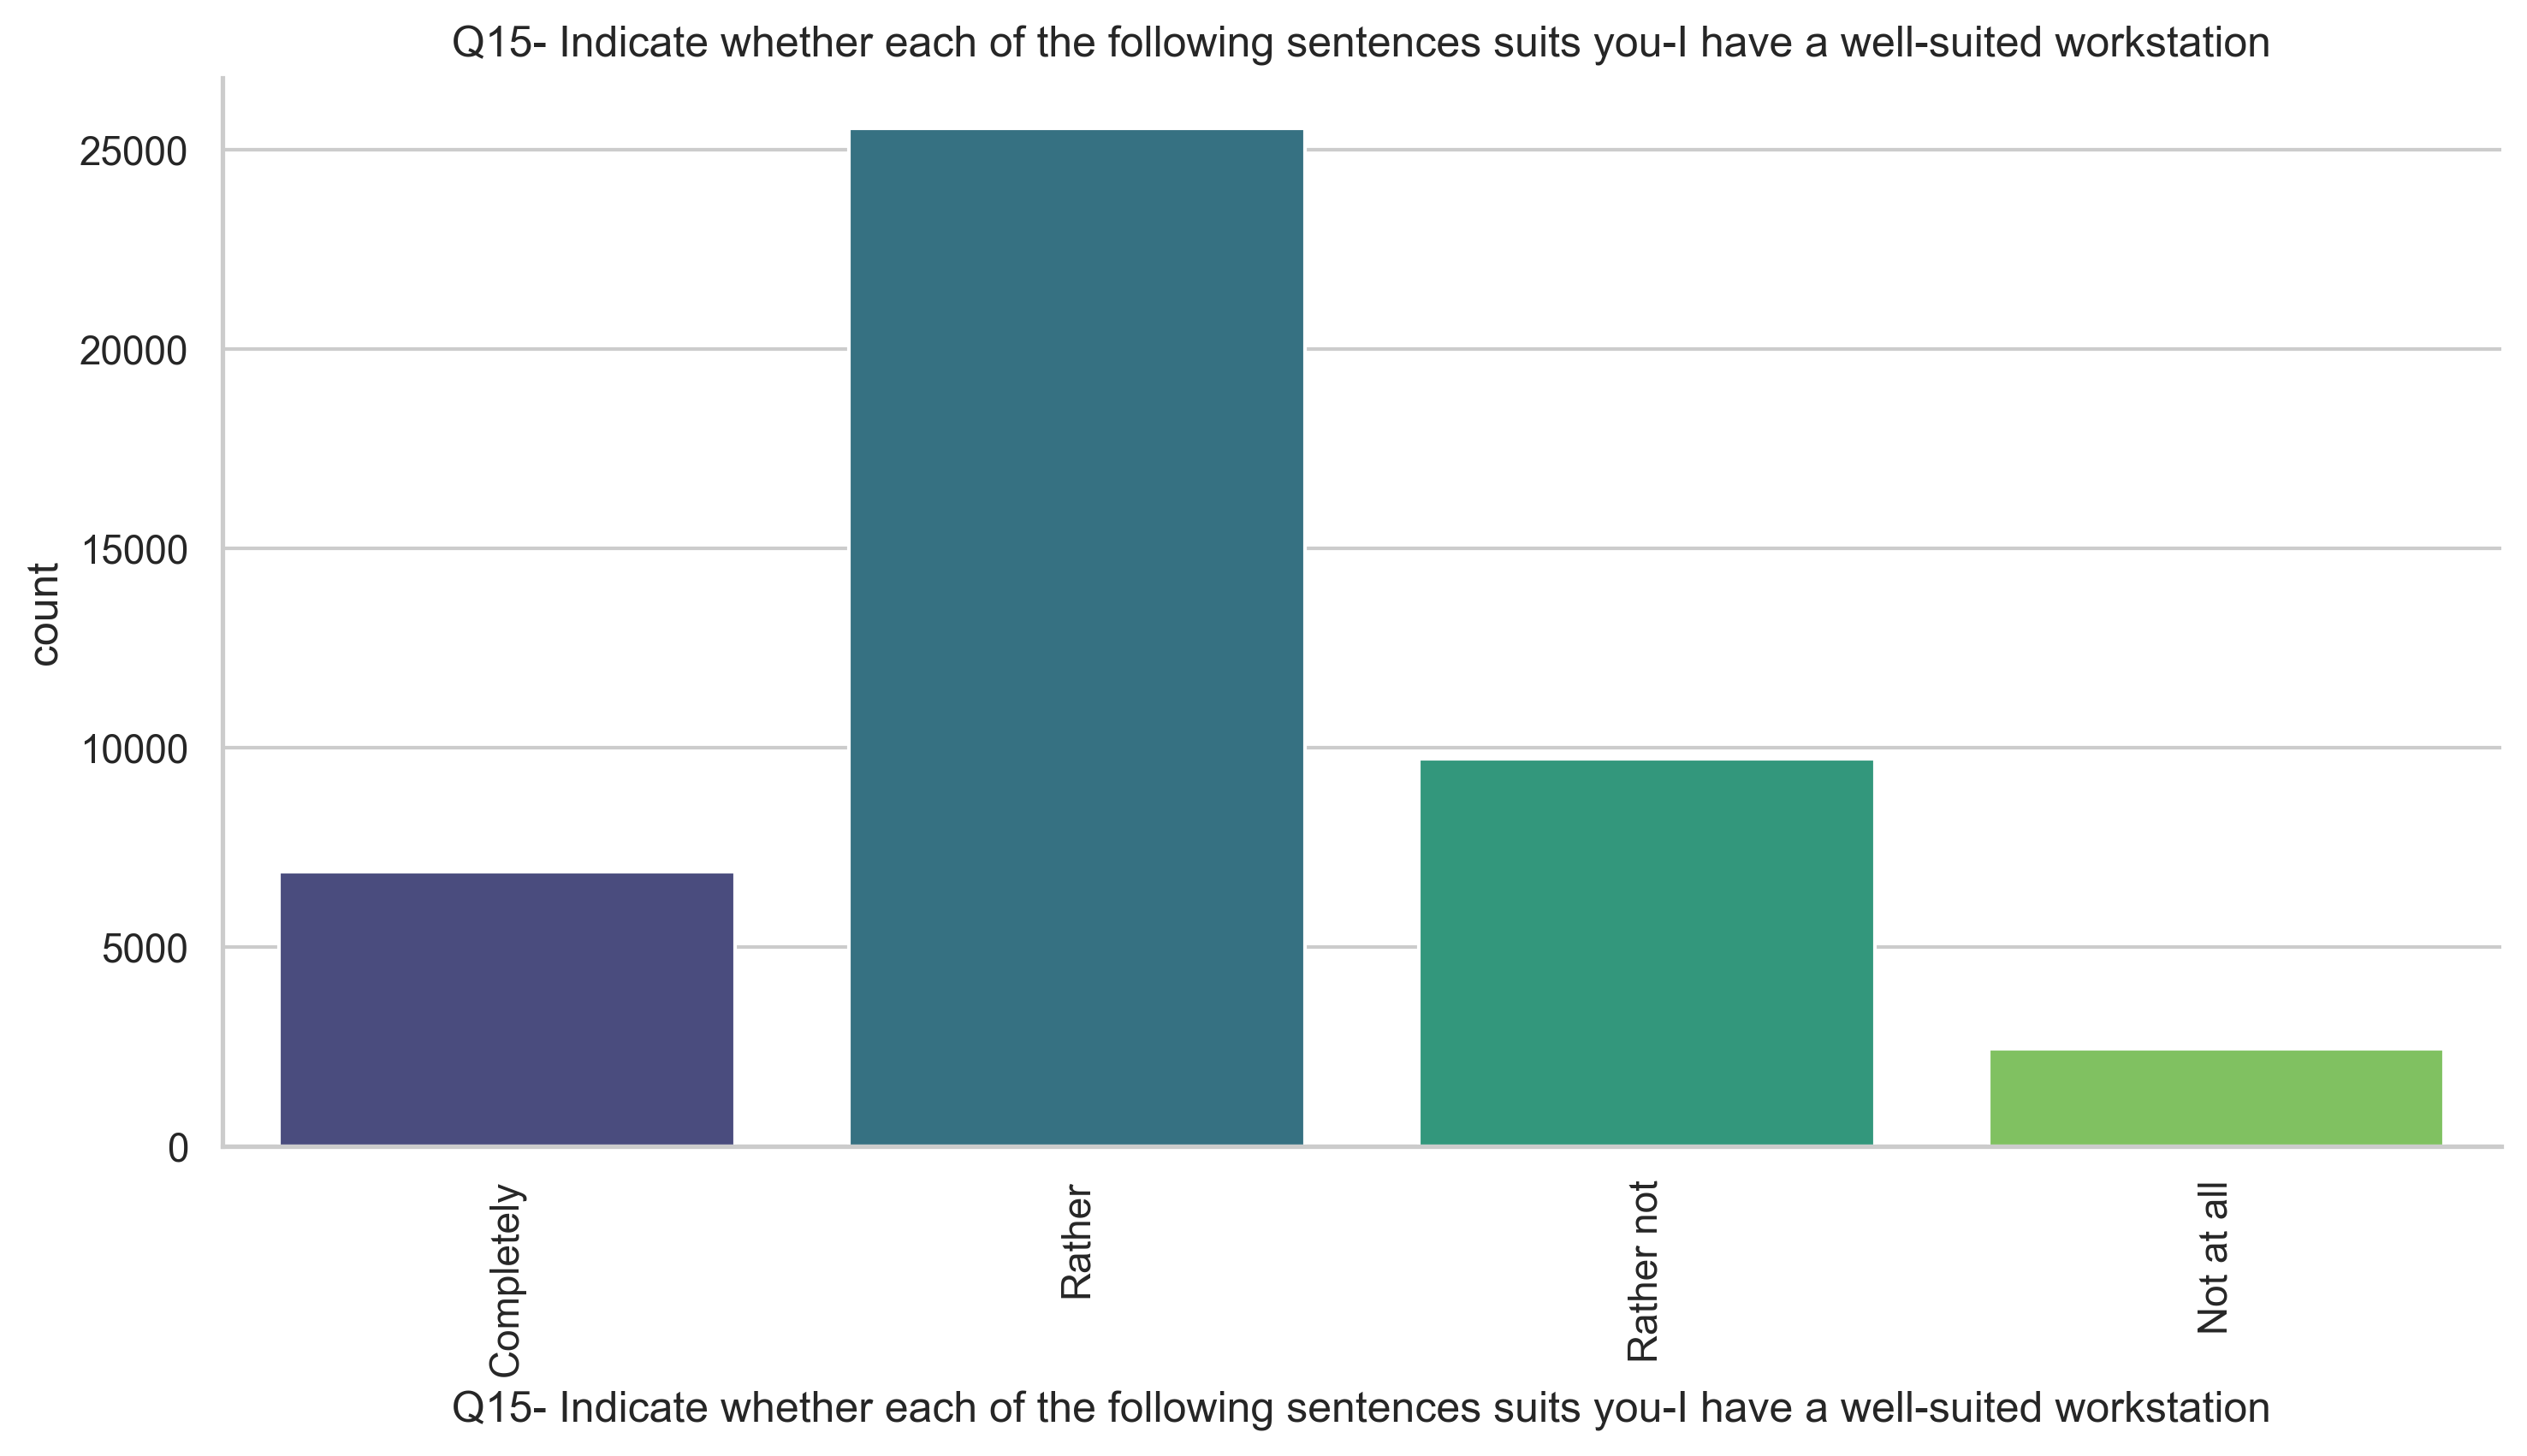 Q15- Indicate whether each of the following sentences suits you-I have a well-suited workstation
25000
20000
15000
10000
5000
0
count
Completely
Rather
Rather not
Not at all
Q15- Indicate whether each of the following sentences suits you-I have a well-suited workstation